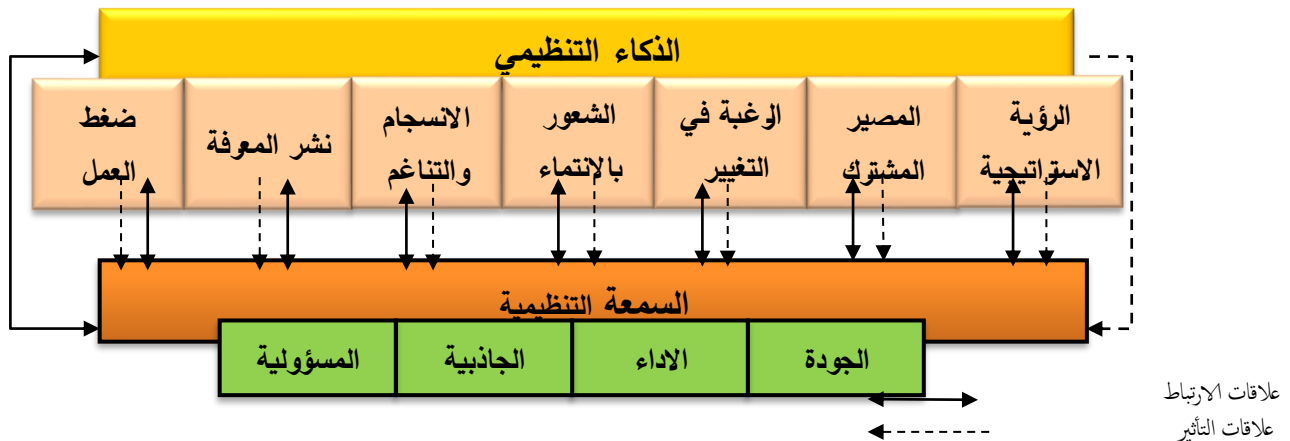 الذكاء التنظيمي
الرؤية
الاستراتيجية
المصير
المشترك
الرغبة في
التغيير
الشعور
بالانتماء
الانسجام
والتناغم
نشر المعرفة
ضغط
العمل
السمعة التنظيمية
الجودة
الاداء
الجاذبية
المسؤولية
علاقات الارتباط
علاقات التأثير